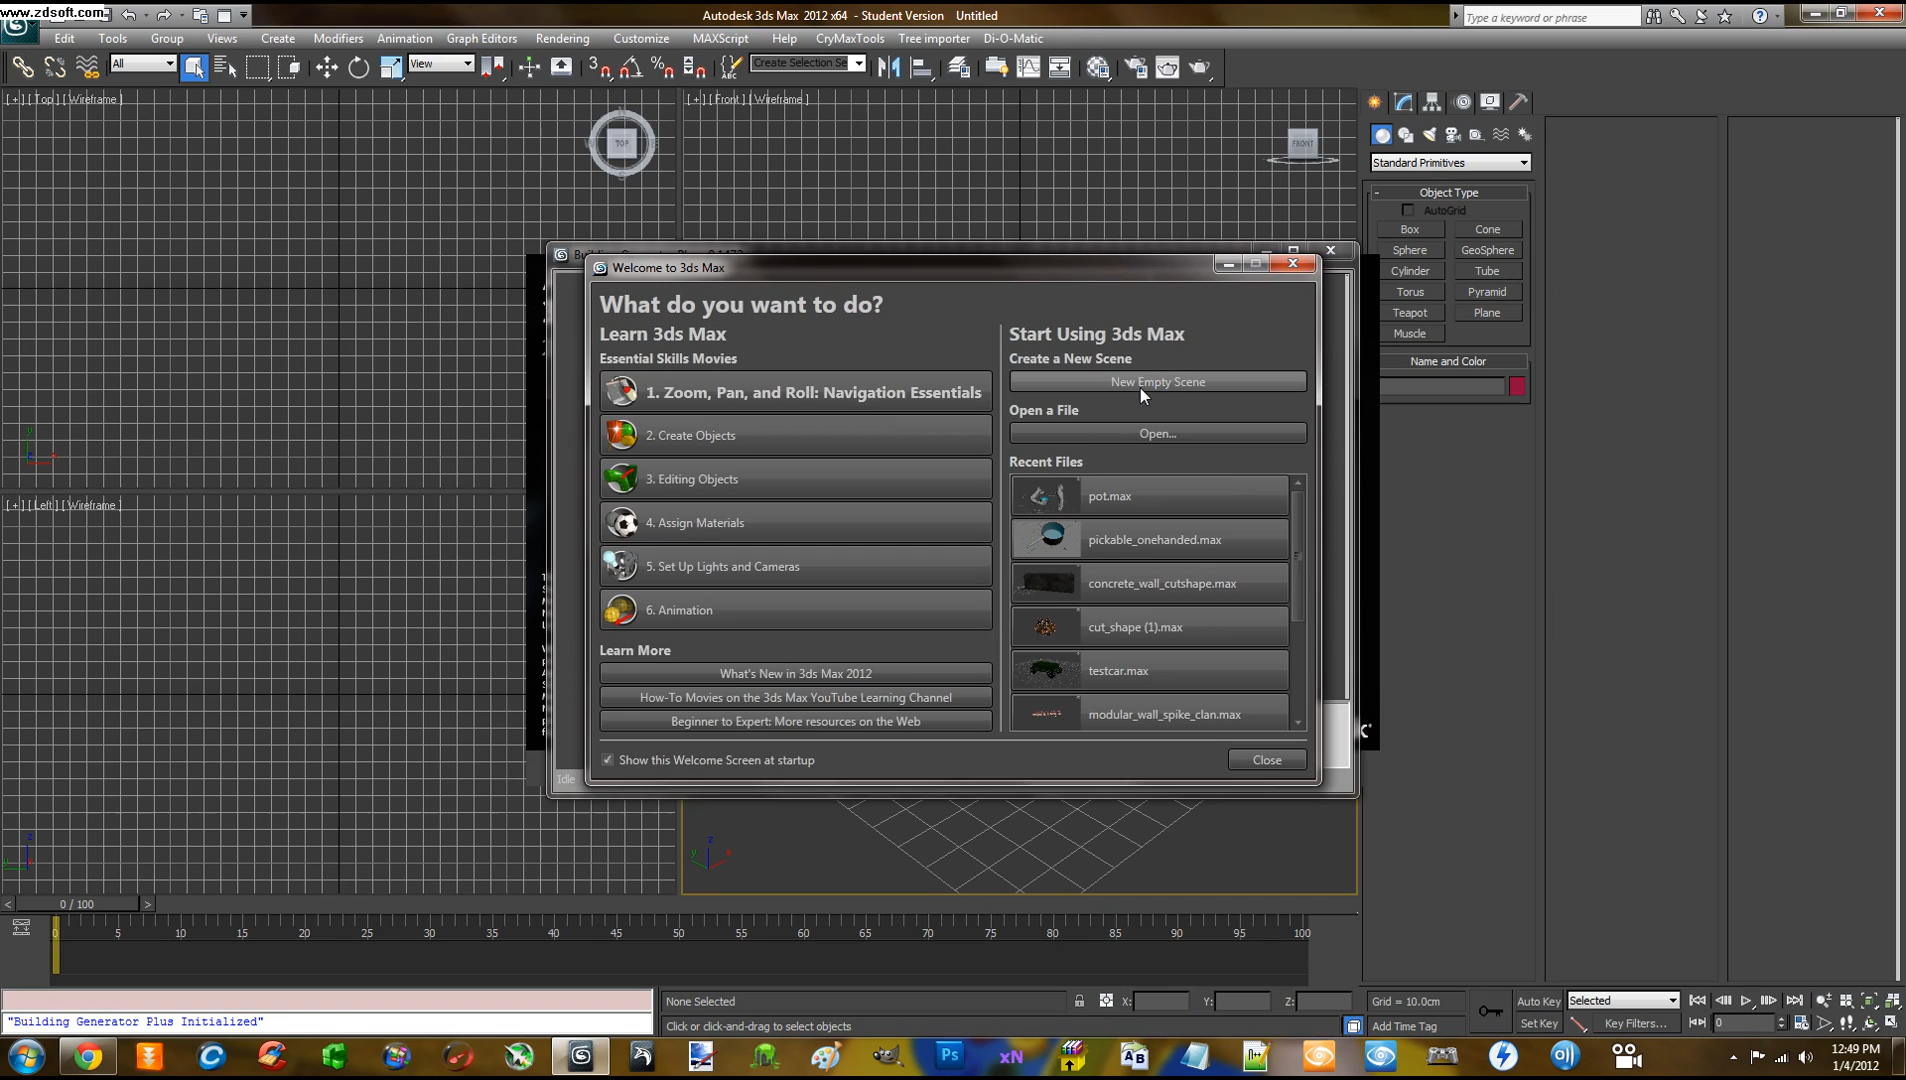 www.zdsoft.com
Autodesk 3ds Max 2012 x64 - Student Version Untitled
Type a keyword or phrase
Edit Tools Group Views Create Modifiers Animation Graph Editors Rendering Customize MAXScript Help CryMaxTools Tree importer Di-O-Matic
All View Create Selection Se
[ + ] [ Top ] [ Wireframe ]
[ + ] [ Front ] [ Wireframe ]
TOP
FRONT
Standard Primitives
Object Type
AutoGrid
Box Cone
Sphere GeoSphere
Cylinder Tube
Torus Pyramid
Teapot Plane
Muscle
Name and Color
Welcome to 3ds Max
What do you want to do?
Learn 3ds Max
Essential Skills Movies
1. Zoom, Pan, and Roll: Navigation Essentials
2. Create Objects
3. Editing Objects
4. Assign Materials
5. Set Up Lights and Cameras
6. Animation
Learn More
What's New in 3ds Max 2012
How-To Movies on the 3ds Max YouTube Learning Channel
Beginner to Expert: More resources on the Web
Show this Welcome Screen at startup
Start Using 3ds Max
Create a New Scene
New Empty Scene
Open a File
Open...
Recent Files
pot.max
pickable_onehanded.max
concrete_wall_cutshape.max
cut_shape (1).max
testcar.max
modular_wall_spike_clan.max
Close
Idle
[ + ] [ Left ] [ Wireframe ]
0 / 100
0 5 10 15 20 25 30 35 40 45 50 55 60 65 70 75 80 85 90 95 100
None Selected
X: Y: Z:
Grid = 10.0cm
Auto Key Selected
"Building Generator Plus Initialized"
Click or click-and-drag to select objects
Add Time Tag
Set Key Key Filters... 0
12:49 PM
1/4/2012